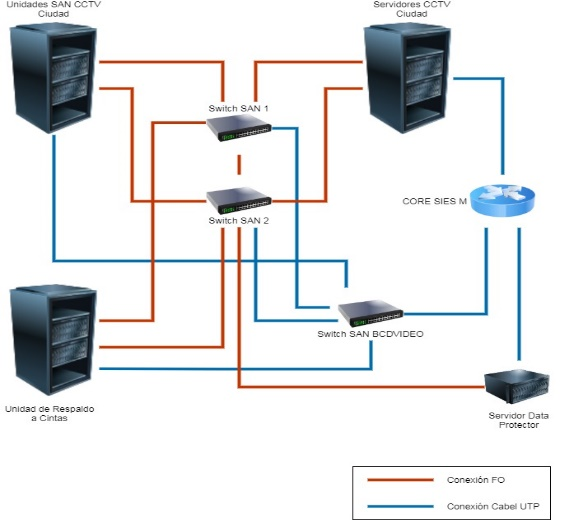 Unidades SAN CCTV
Ciudad
Servidores CCTV
Ciudad
Switch SAN 1
CORE SIES M
Switch SAN 2
Switch SAN BCDVIDEO
Unidad de Respaldo
a Cintas
Servidor Data
Protector
Conexión FO
Conexión Cabel UTP